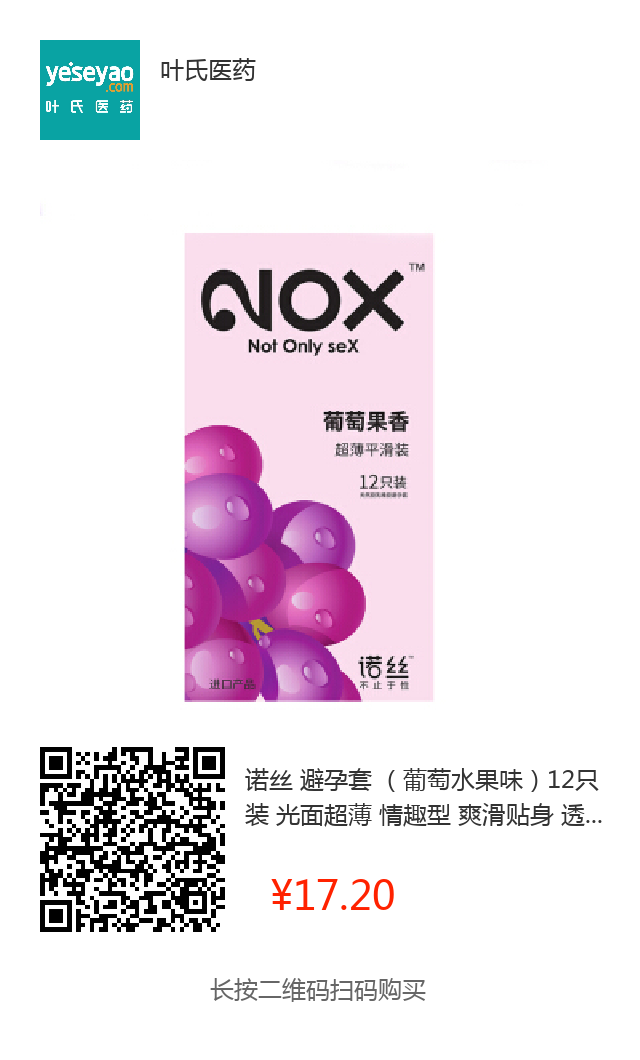 yeseyao
.com
叶氏医药
叶氏医药
NOX™
Not Only seX
葡萄果香
超薄平滑装
12只装
进口产品
诺丝™
不止于性
诺丝 避孕套 （葡萄水果味）12只
装 光面超薄 情趣型 爽滑贴身 透...
¥17.20
长按二维码扫码购买